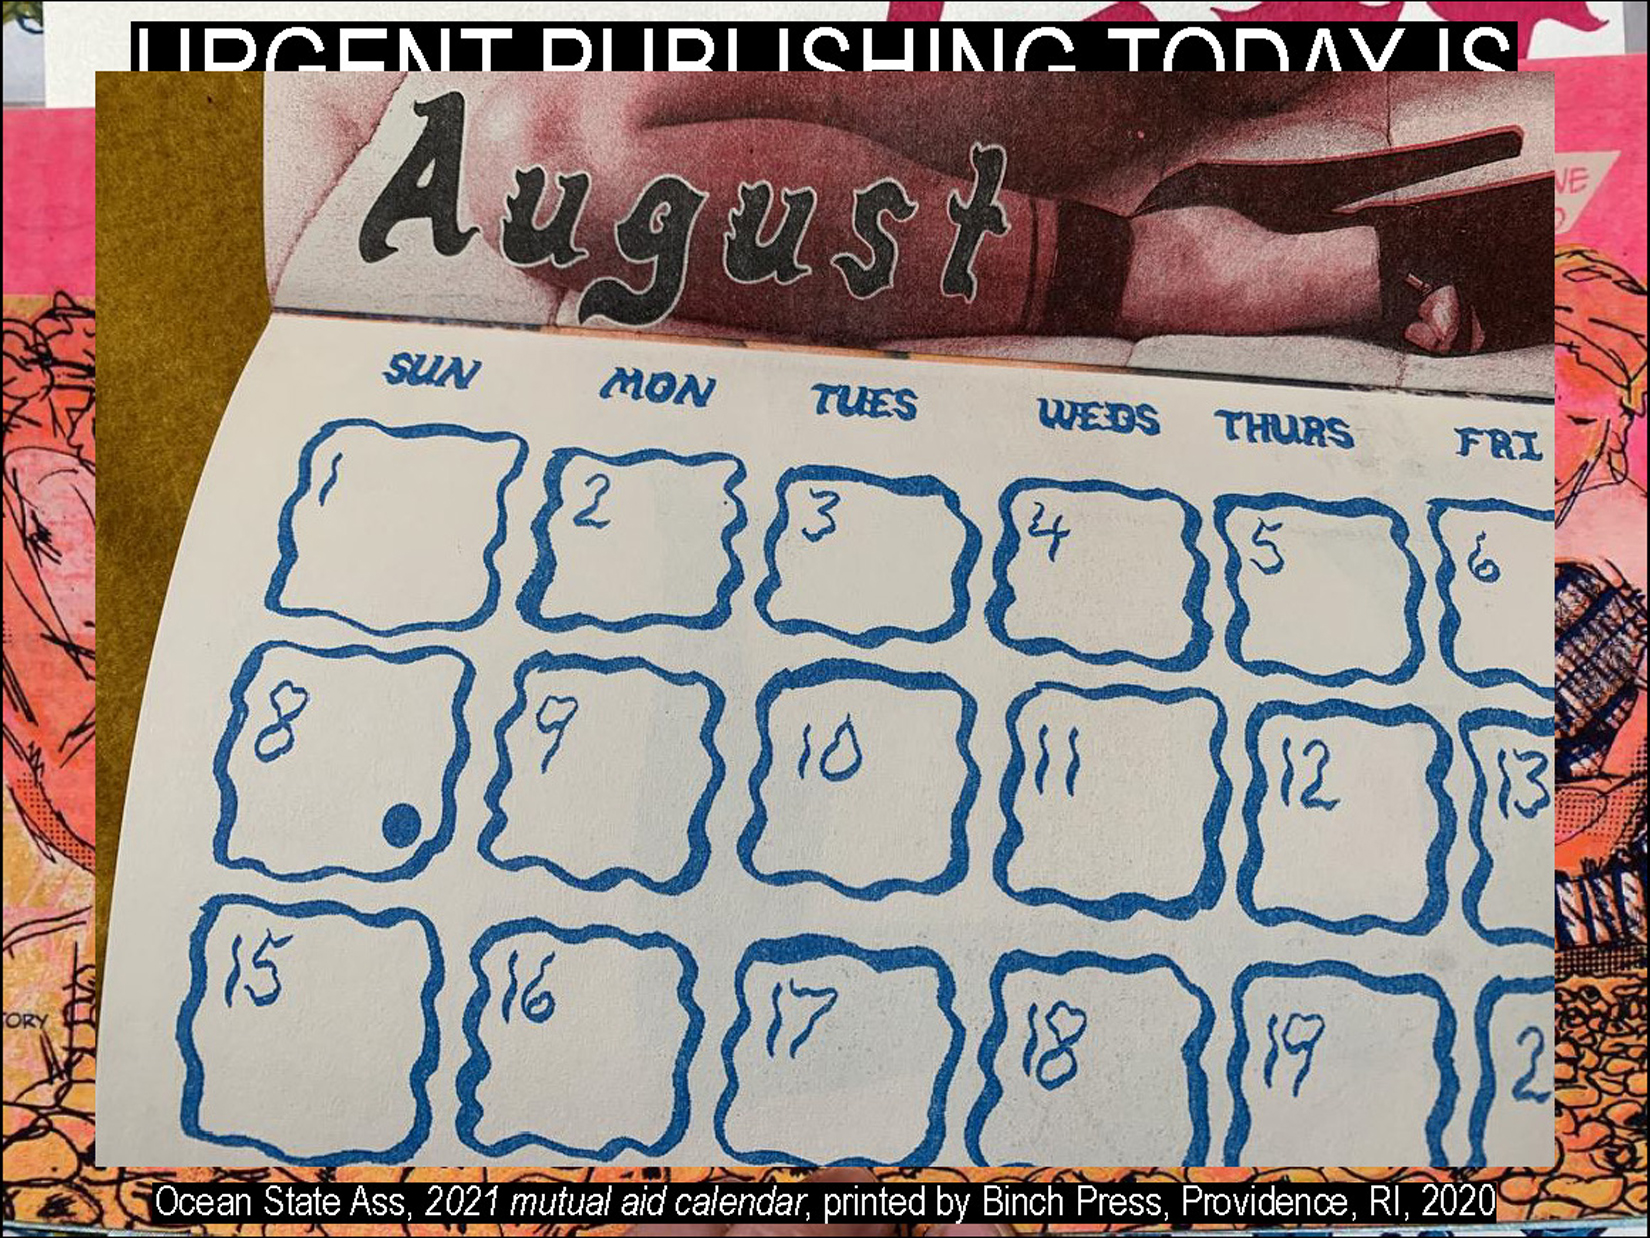 URGENT PUBLISHING TODAY IS
August
SUN MON TUES WEDS THURS FRI
1 2 3 4 5 6
8 9 10 11 12 13
15 16 17 18 19
TORY
Ocean State Ass, 2021 mutual aid calendar, printed by Binch Press, Providence, RI, 2020